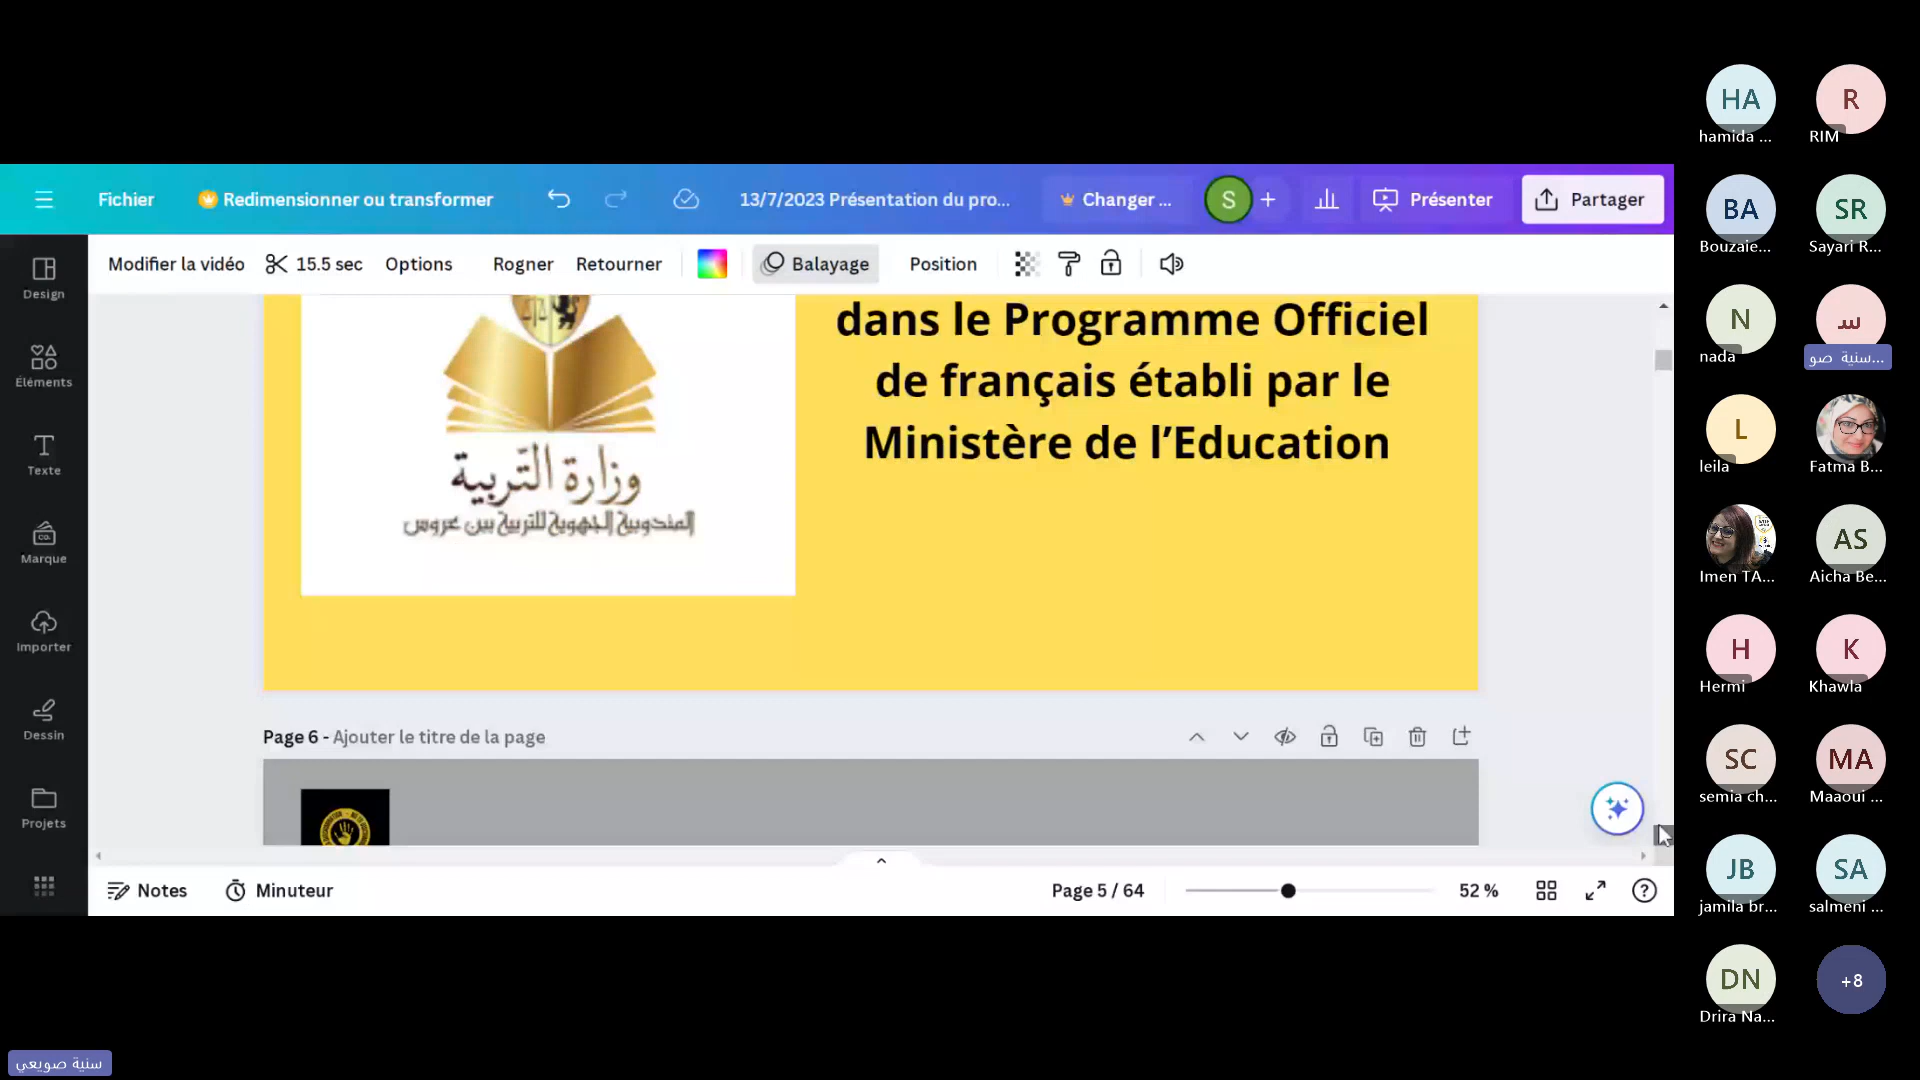 Fichier
Redimensionner ou transformer
13/7/2023 Présentation du pro...
Changer ...
S
Présenter
Partager
Modifier la vidéo
15.5 sec
Options
Rogner
Retourner
Balayage
Position
Design
Éléments
Texte
Marque
Importer
Dessin
Projets
dans le Programme Officiel
de français établi par le
Ministère de l’Education
وزارة التّربية
المندوبية الجهوية للتربية ببن عروس
Page 6 - Ajouter le titre de la page
Notes
Minuteur
Page 5 / 64
52 %
HA
hamida ...
R
RIM
BA
Bouzaie...
SR
Sayari R...
N
nada
س
سنية صو...
L
leila
Fatma B...
Imen TA...
AS
Aicha Be...
H
Hermi
K
Khawla
SC
semia ch...
MA
Maaoui ...
JB
jamila br...
SA
salmeni ...
DN
Drira Na...
+8
سنية صويعي